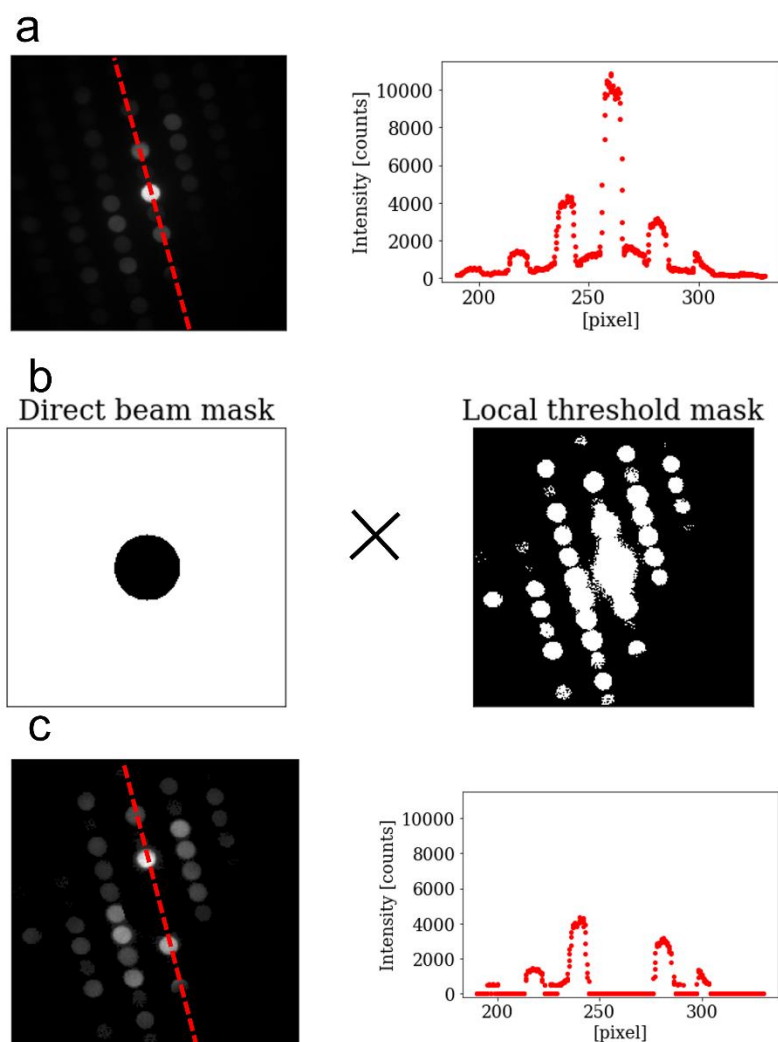 a
Intensity [counts]
10000
8000
6000
4000
2000
0
200
250
300
[pixel]
b
Direct beam mask
Local threshold mask
c
Intensity [counts]
10000
8000
6000
4000
2000
0
200
250
300
[pixel]